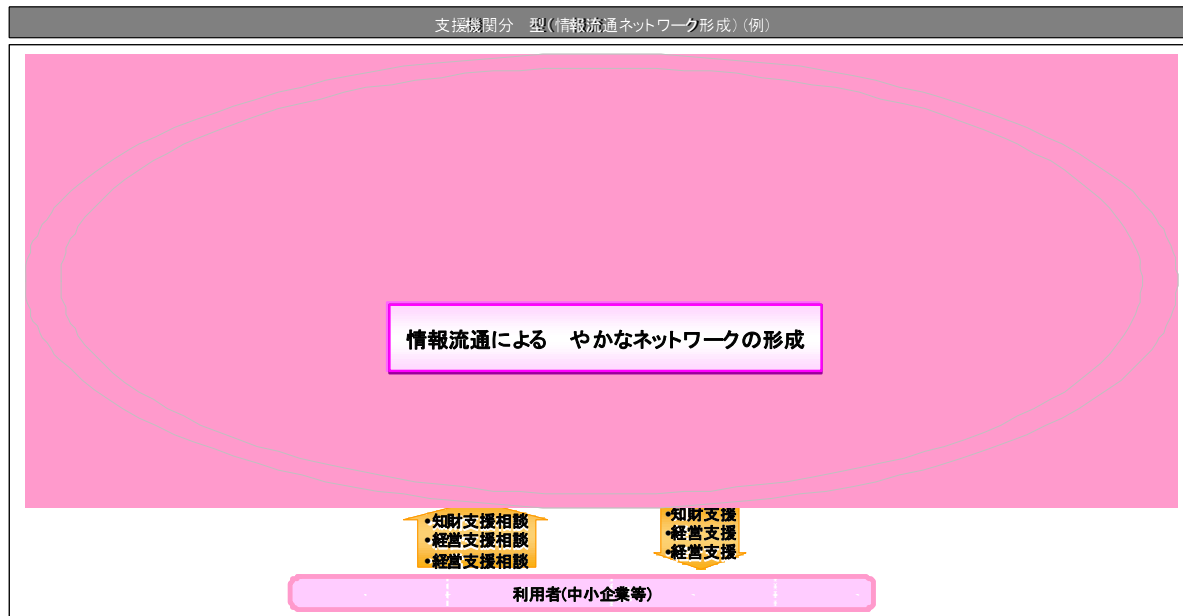 支援機関分　型(情報流通ネットワーク形成)(例)
情報流通による　やかなネットワークの形成
•知財支援相談
•経営支援相談
•経営支援相談
•知財支援
•経営支援
•経営支援
利用者(中小企業等)